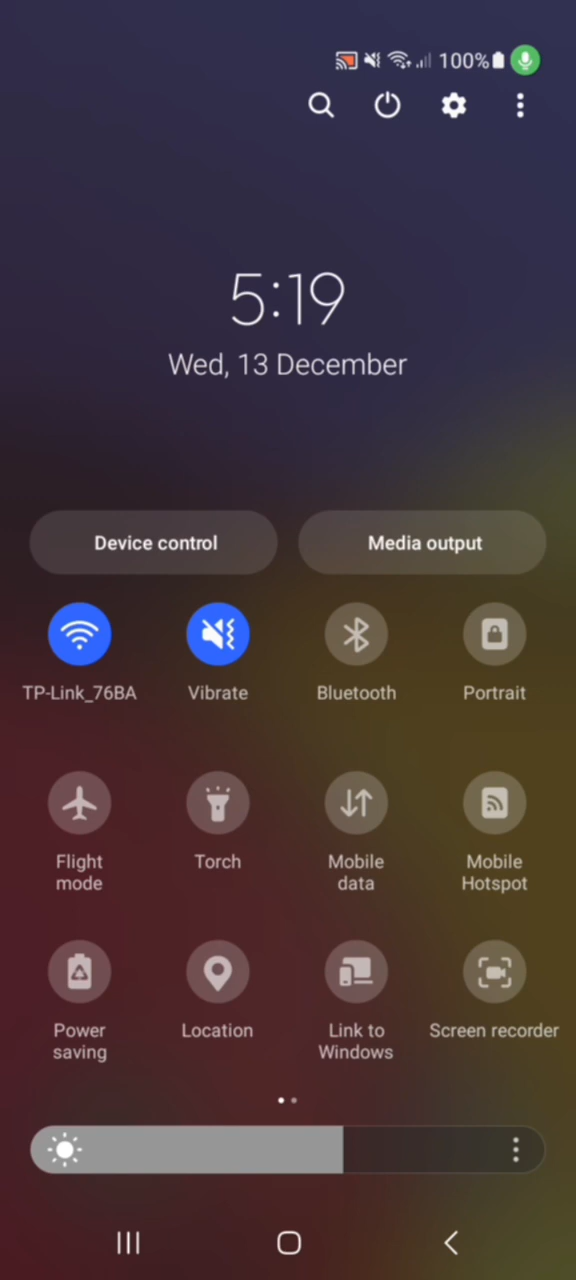 100%
5:19
Wed, 13 December
Device control
Media output
TP-Link_76BA
Vibrate
Bluetooth
Portrait
Flight
mode
Torch
Mobile
data
Mobile
Hotspot
Power
saving
Location
Link to
Windows
Screen recorder